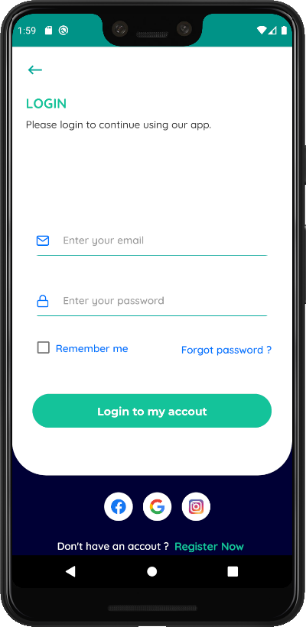 1:59
LOGIN
Please login to continue using our app.
Enter your email
Enter your password
Remember me
Forgot password ?
Login to my accout
Don't have an accout ? Register Now